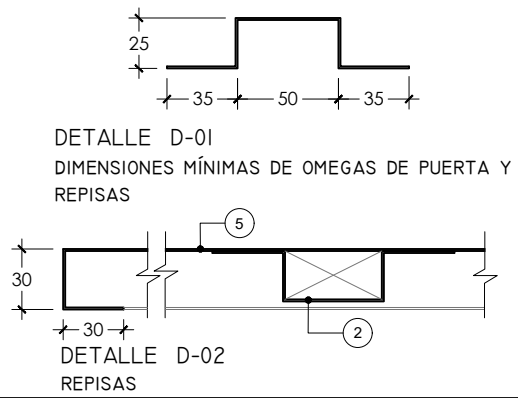 25
35
50
35
DETALLE D-01
DIMENSIONES MÍNIMAS DE OMEGAS DE PUERTA Y
REPISAS
5
30
30
2
DETALLE D-02
REPISAS